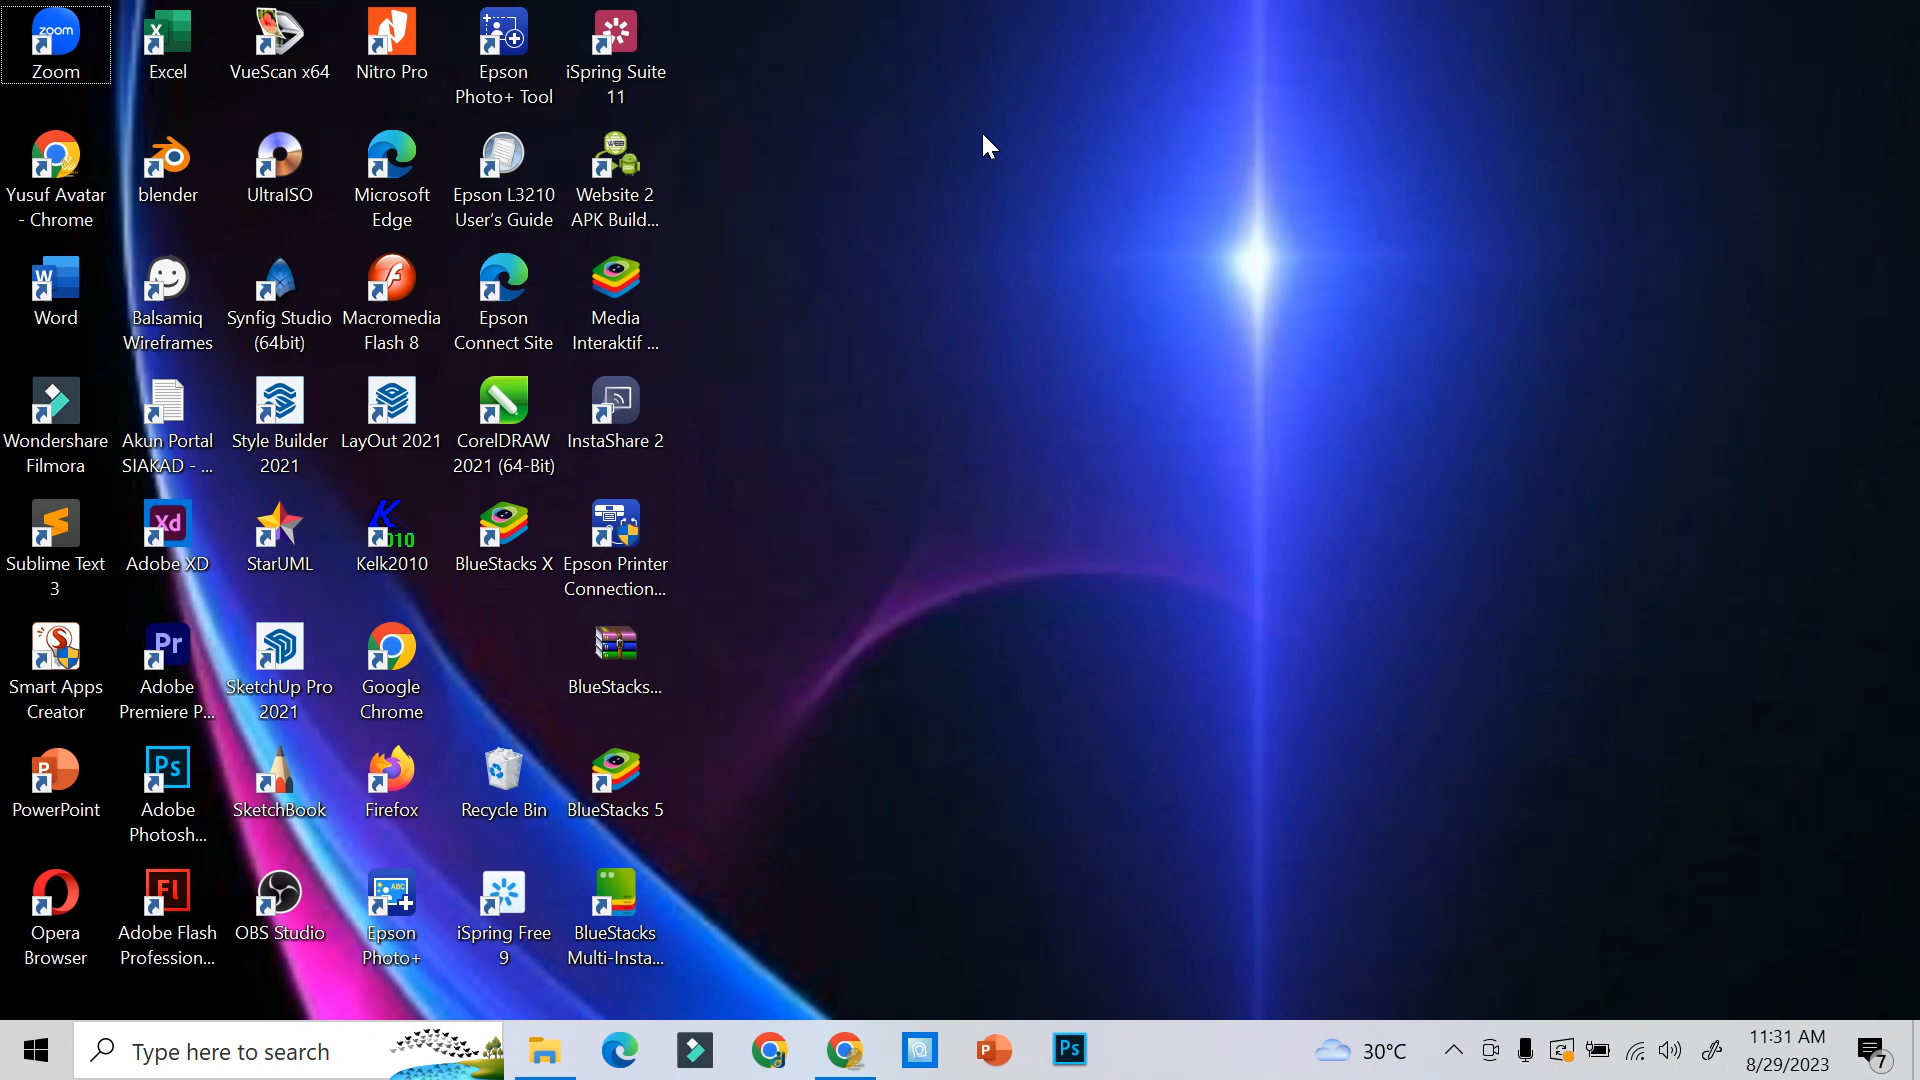 Zoom
Excel
VueScan x64
Nitro Pro
Epson
Photo+ Tool
iSpring Suite
11
Yusuf Avatar
- Chrome
blender
UltraISO
Microsoft
Edge
Epson L3210
User's Guide
Website 2
APK Build...
Word
Balsamiq
Wireframes
Synfig Studio
(64bit)
Macromedia
Flash 8
Epson
Connect Site
Media
Interaktif ...
Wondershare
Filmora
Akun Portal
SIAKAD - ...
Style Builder
2021
LayOut 2021
CorelDRAW
2021 (64-Bit)
InstaShare 2
Sublime Text
3
Adobe XD
StarUML
Kelk2010
BlueStacks X
Epson Printer
Connection...
Smart Apps
Creator
Adobe
Premiere P...
SketchUp Pro
2021
Google
Chrome
BlueStacks...
PowerPoint
Adobe
Photosh...
SketchBook
Firefox
Recycle Bin
BlueStacks 5
Opera
Browser
Adobe Flash
Profession...
OBS Studio
Epson
Photo+
iSpring Free
9
BlueStacks
Multi-Insta...
Type here to search
30°C
11:31 AM
8/29/2023
7